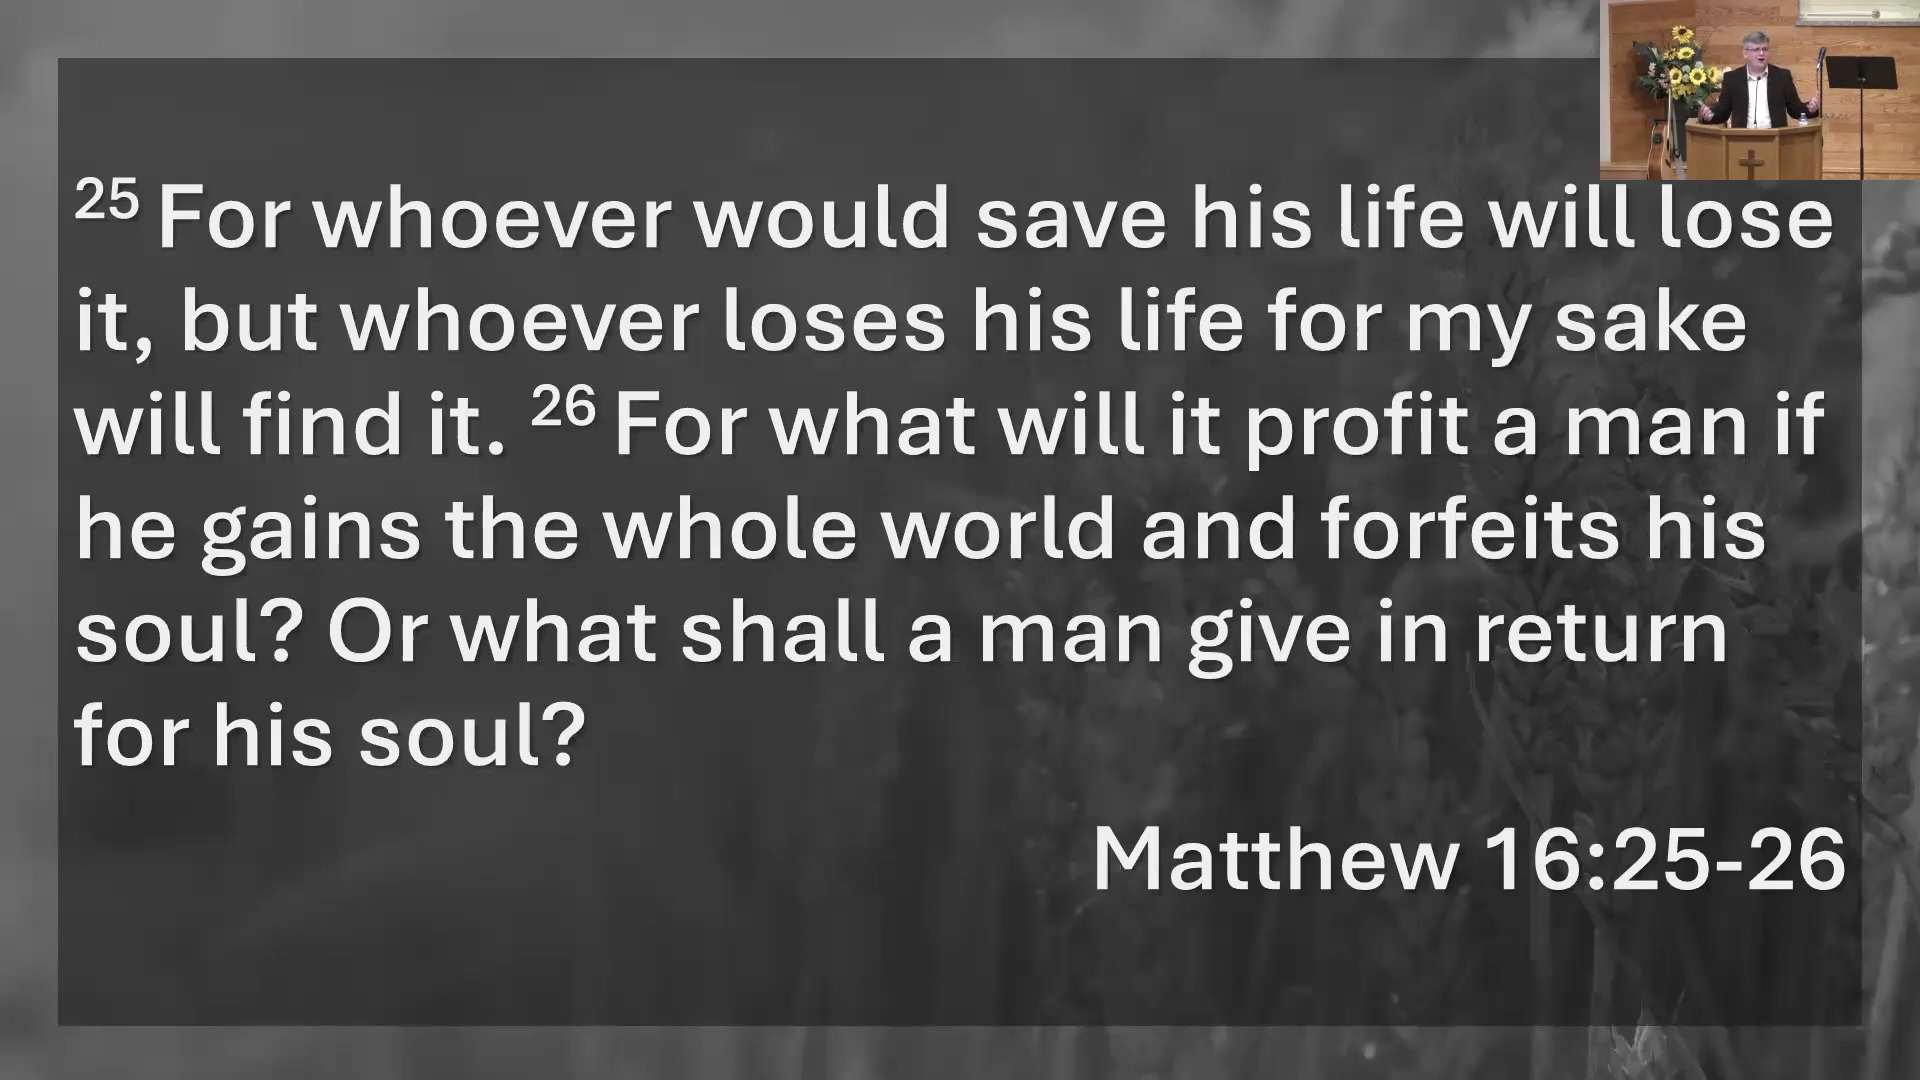 25 For whoever would save his life will lose
it, but whoever loses his life for my sake
will find it. 26 For what will it profit a man if
he gains the whole world and forfeits his
soul? Or what shall a man give in return
for his soul?
Matthew 16:25-26